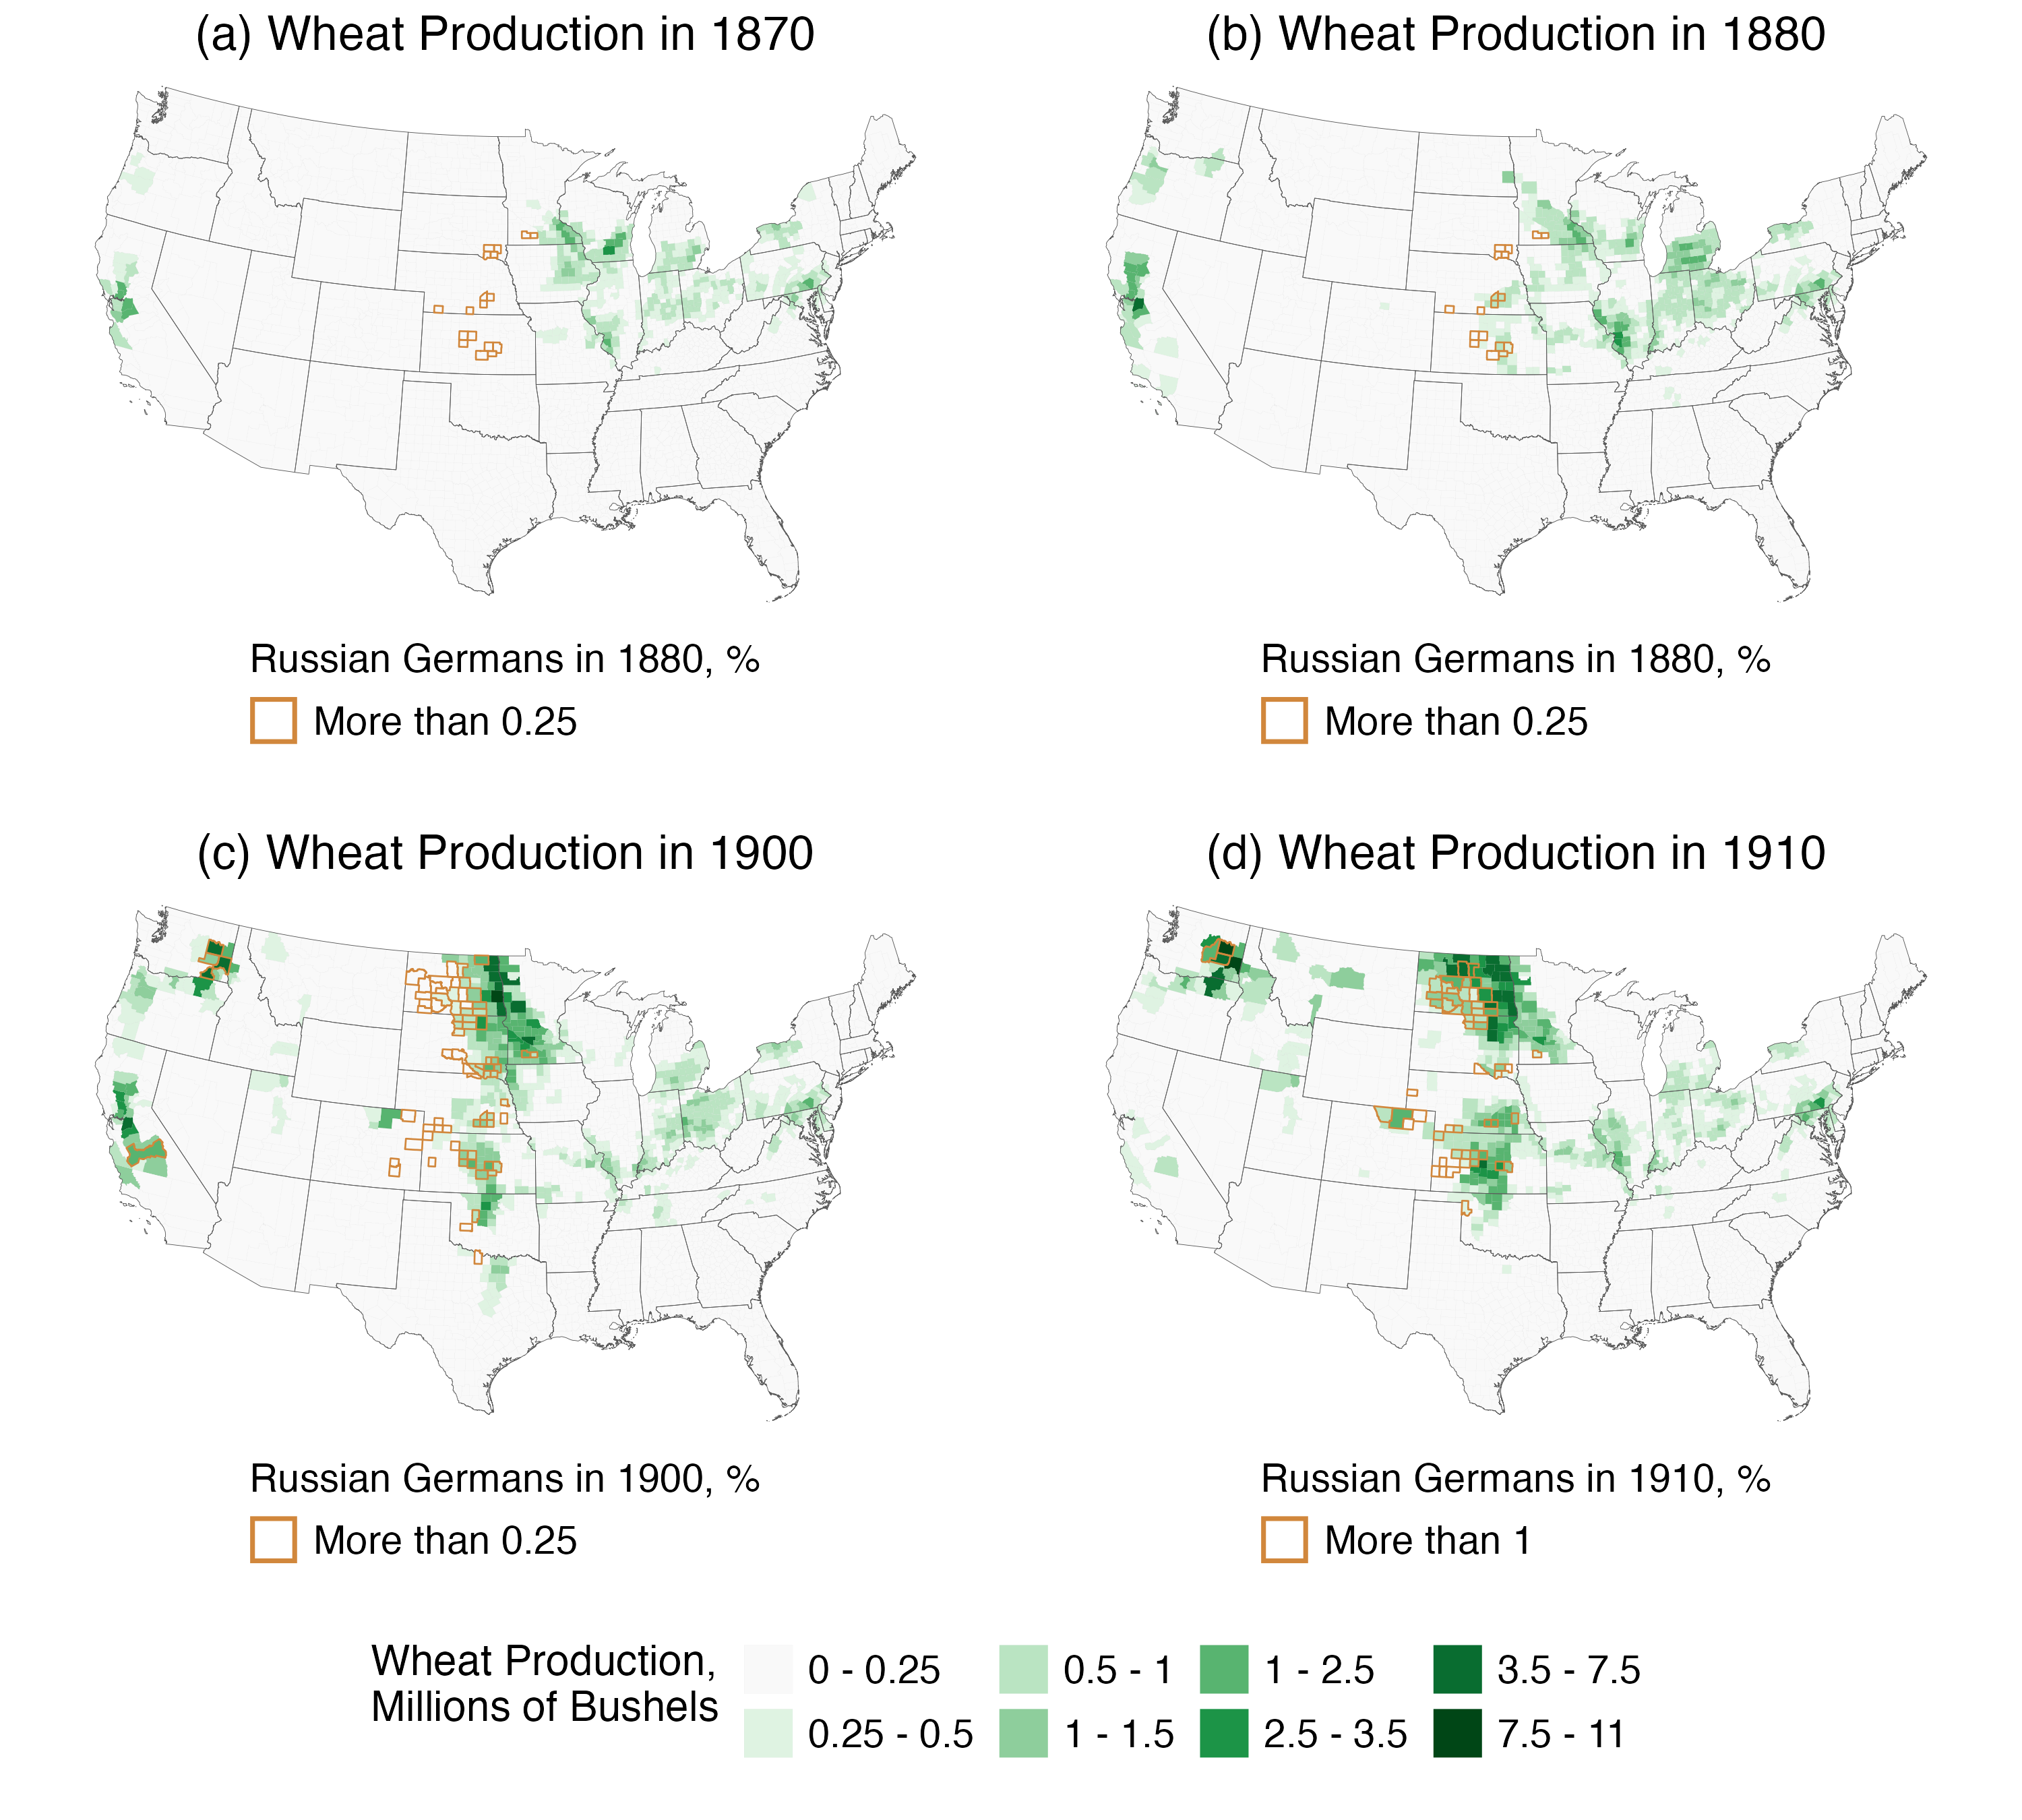 (a) Wheat Production in 1870
(b) Wheat Production in 1880
Russian Germans in 1880, %
More than 0.25
Russian Germans in 1880, %
More than 0.25
(c) Wheat Production in 1900
(d) Wheat Production in 1910
Russian Germans in 1900, %
More than 0.25
Russian Germans in 1910, %
More than 1
Wheat Production,
Millions of Bushels
0 - 0.25
0.5 - 1
1 - 2.5
3.5 - 7.5
0.25 - 0.5
1 - 1.5
2.5 - 3.5
7.5 - 11